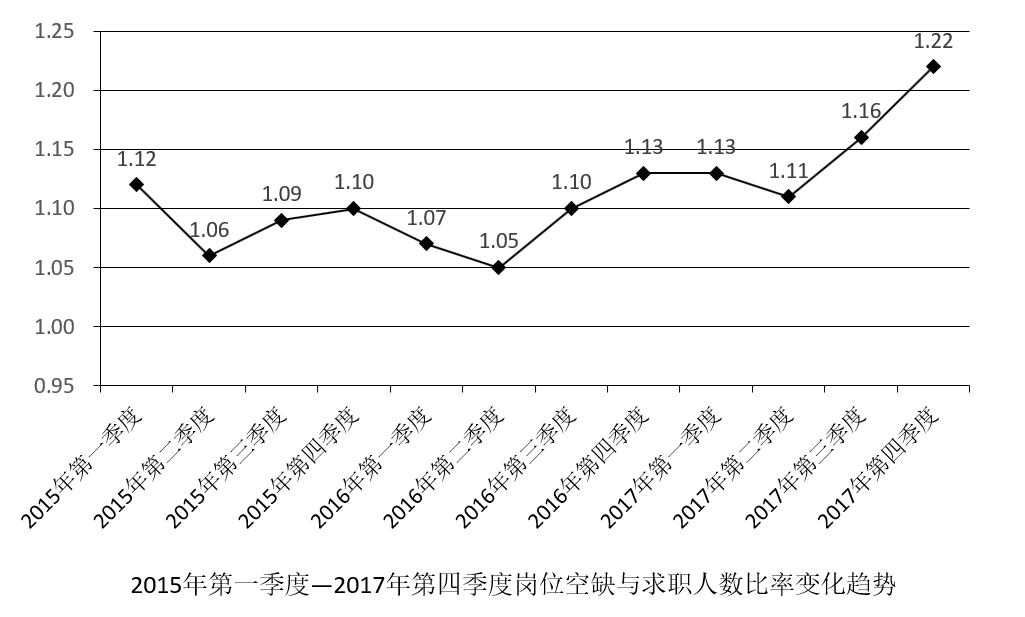 1.25
1.20
1.15
1.10
1.05
1.00
0.95
1.12
1.06
1.09
1.10
1.07
1.05
1.10
1.13
1.13
1.11
1.16
1.22
2015年第一季度
2015年第二季度
2015年第三季度
2015年第四季度
2016年第一季度
2016年第二季度
2016年第三季度
2016年第四季度
2017年第一季度
2017年第二季度
2017年第三季度
2017年第四季度
2015年第一季度—2017年第四季度岗位空缺与求职人数比率变化趋势